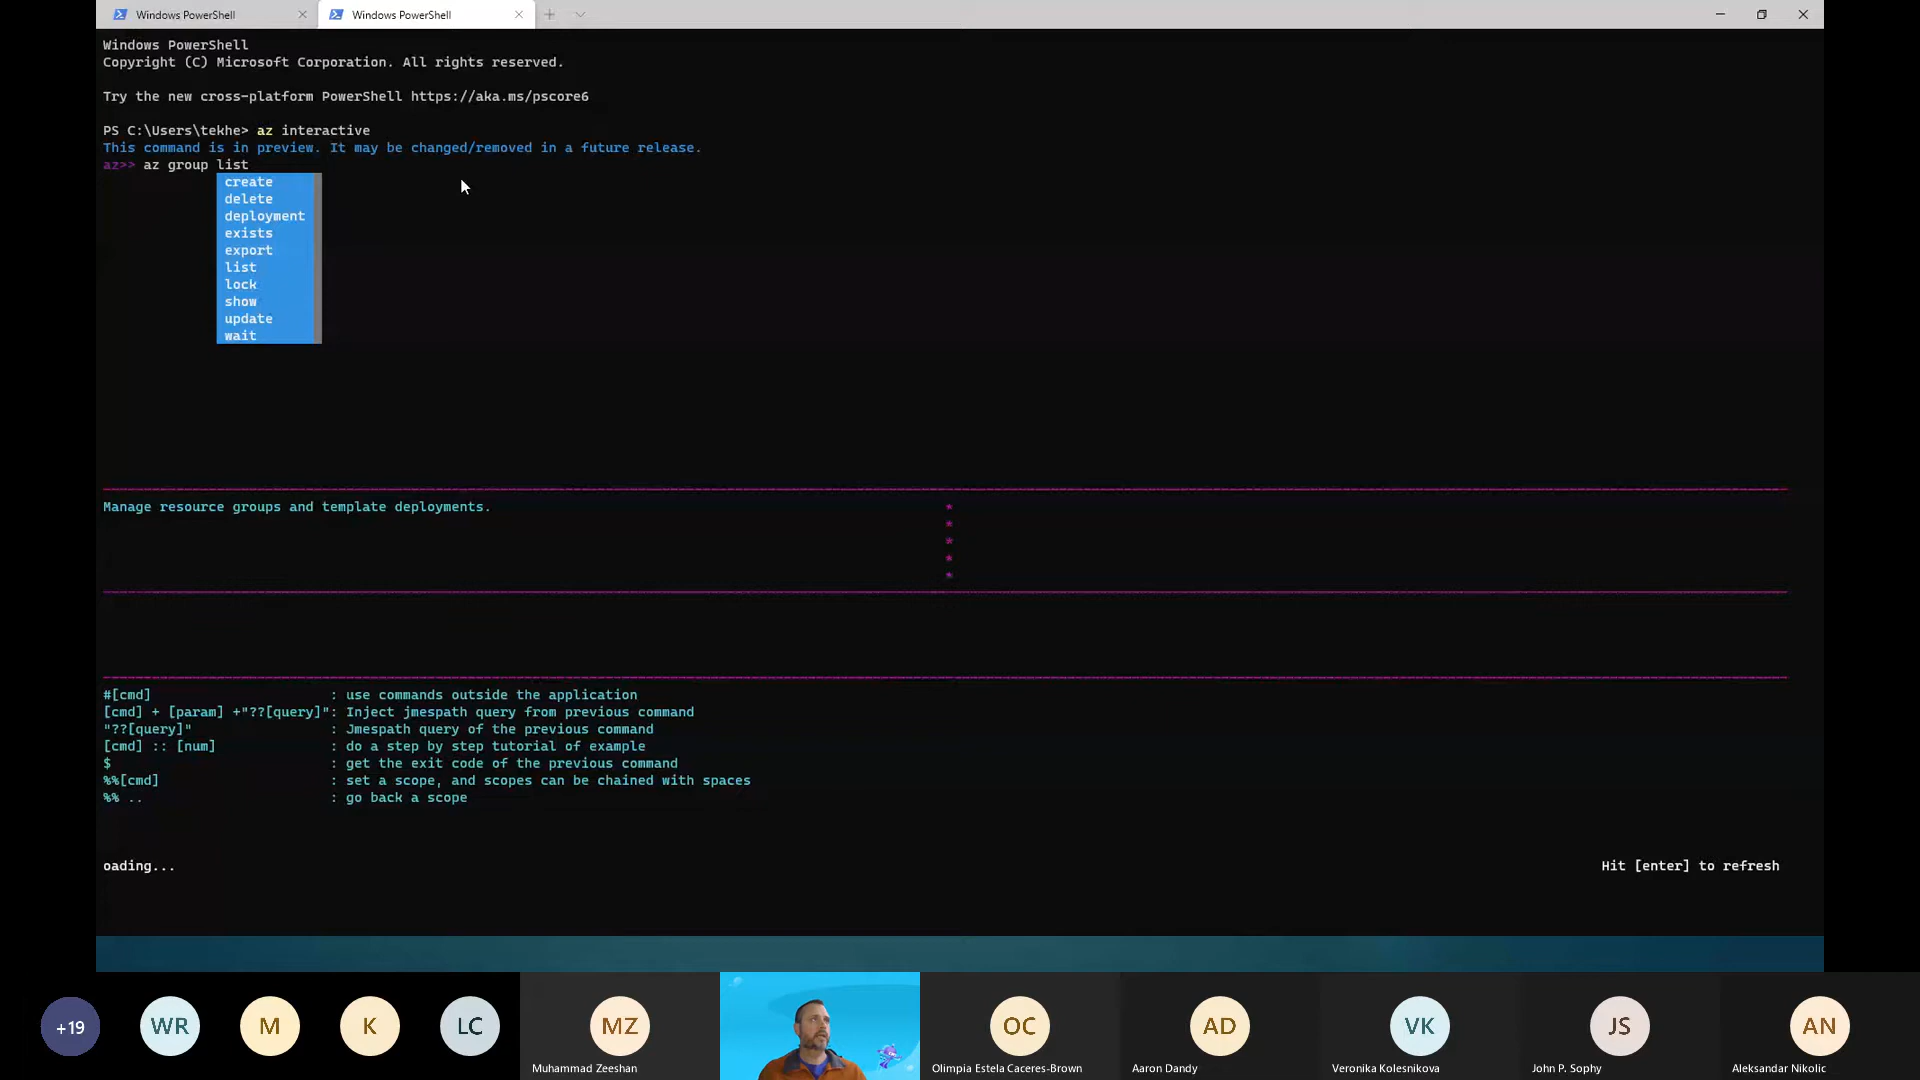 Windows PowerShell
Windows PowerShell
Windows PowerShell
Copyright (C) Microsoft Corporation. All rights reserved.
Try the new cross-platform PowerShell https://aka.ms/pscore6
PS C:\Users\tekhe> az interactive
This command is in preview. It may be changed/removed in a future release.
az>> az group list
create
delete
deployment
exists
export
list
lock
show
update
wait
Manage resource groups and template deployments.
*
*
*
*
*
#[cmd] : use commands outside the application
[cmd] + [param] +"??[query]": Inject jmespath query from previous command
"??[query]" : Jmespath query of the previous command
[cmd] :: [num] : do a step by step tutorial of example
$ : get the exit code of the previous command
%%[cmd] : set a scope, and scopes can be chained with spaces
%% .. : go back a scope
oading... Hit [enter] to refresh
+19 WR M K LC MZ OC AD VK JS AN
Muhammad Zeeshan Olimpia Estela Caceres-Brown Aaron Dandy Veronika Kolesnikova John P. Sophy Aleksandar Nikolic